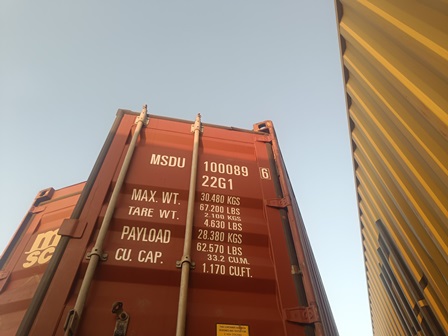 MSDU 100089 6
22G1
MAX. WT. 30.480 KGS
67.200 LBS
TARE WT. 2.100 KGS
4.630 LBS
PAYLOAD 28.380 KGS
62.570 LBS
CU. CAP. 33.2 CU.M.
1.170 CU.FT.
m
sc